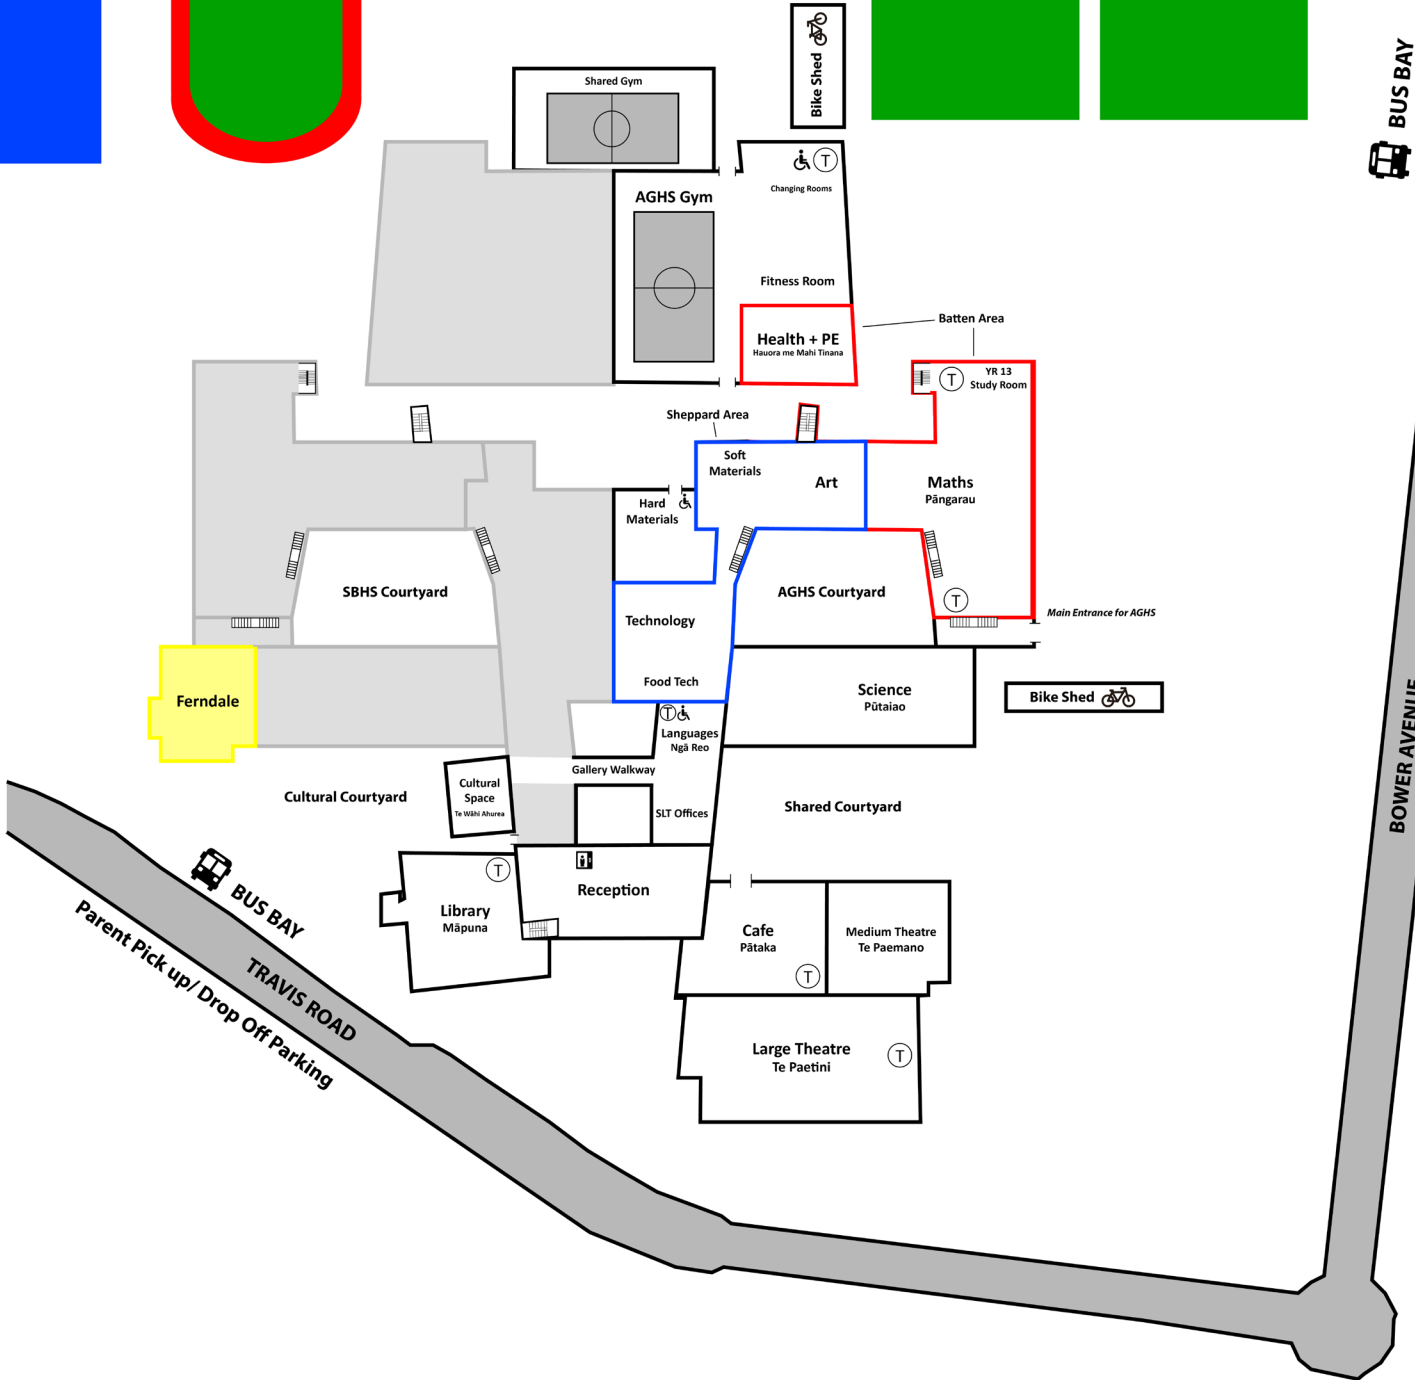 Bike Shed
BUS BAY
Shared Gym
T
Changing Rooms
AGHS Gym
Fitness Room
Health + PE
Hauora me Mahi Tinana
Batten Area
T
YR 13
Study Room
Sheppard Area
Soft
Materials
Art
Maths
Pāngarau
Hard
Materials
SBHS Courtyard
AGHS Courtyard
T
Main Entrance for AGHS
Technology
Food Tech
Science
Pūtaiao
Bike Shed
Ferndale
T
Languages
Ngā Reo
Gallery Walkway
Cultural Courtyard
Cultural
Space
Te Wāhi Ahurea
SLT Offices
Shared Courtyard
BOWER AVENUE
T
Reception
Library
Māpuna
BUS BAY
Parent Pick up/ Drop Off Parking
TRAVIS ROAD
Cafe
Pātaka
T
Medium Theatre
Te Paemano
Large Theatre
Te Paetini
T